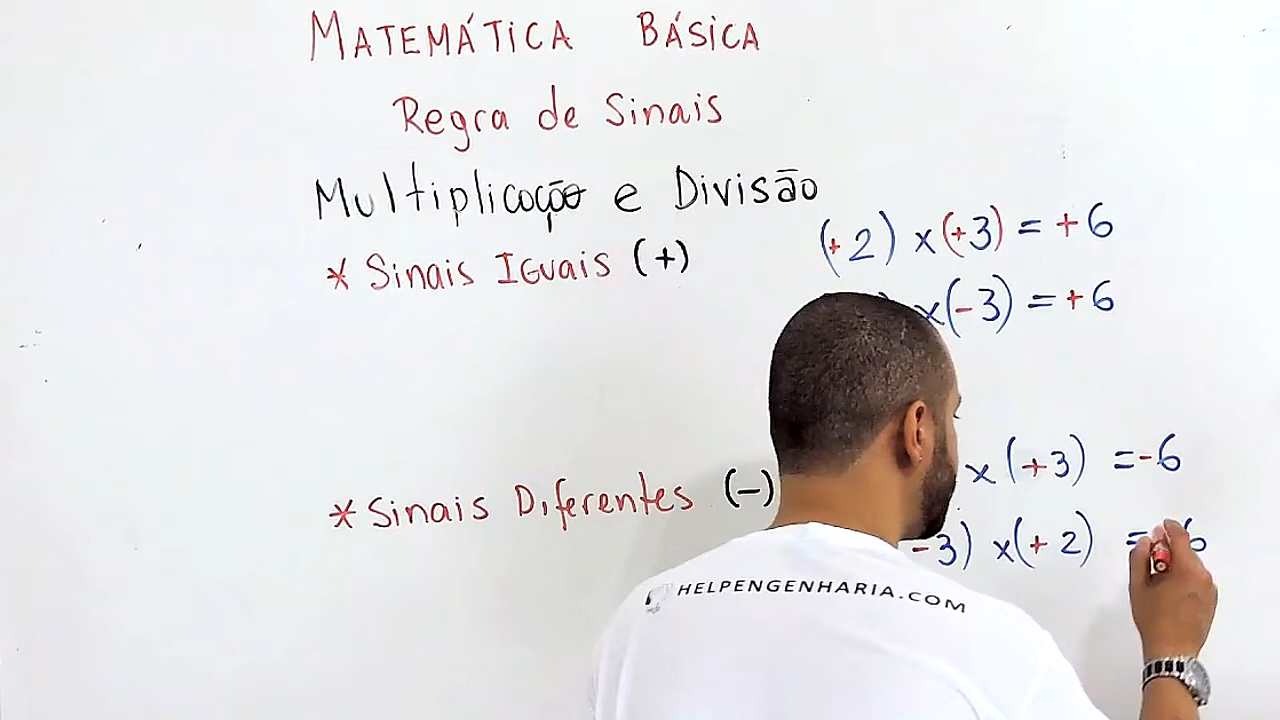 MATEMÁTICA BÁSICA
Regra de Sinais
Multiplicação e Divisão
* Sinais Iguais (+)
(+2) x (+3) = +6
x(-3) = +6
* Sinais Diferentes (-)
x (+3) = -6
-3) x(+2) = 6
HELPENGENHARIA.COM